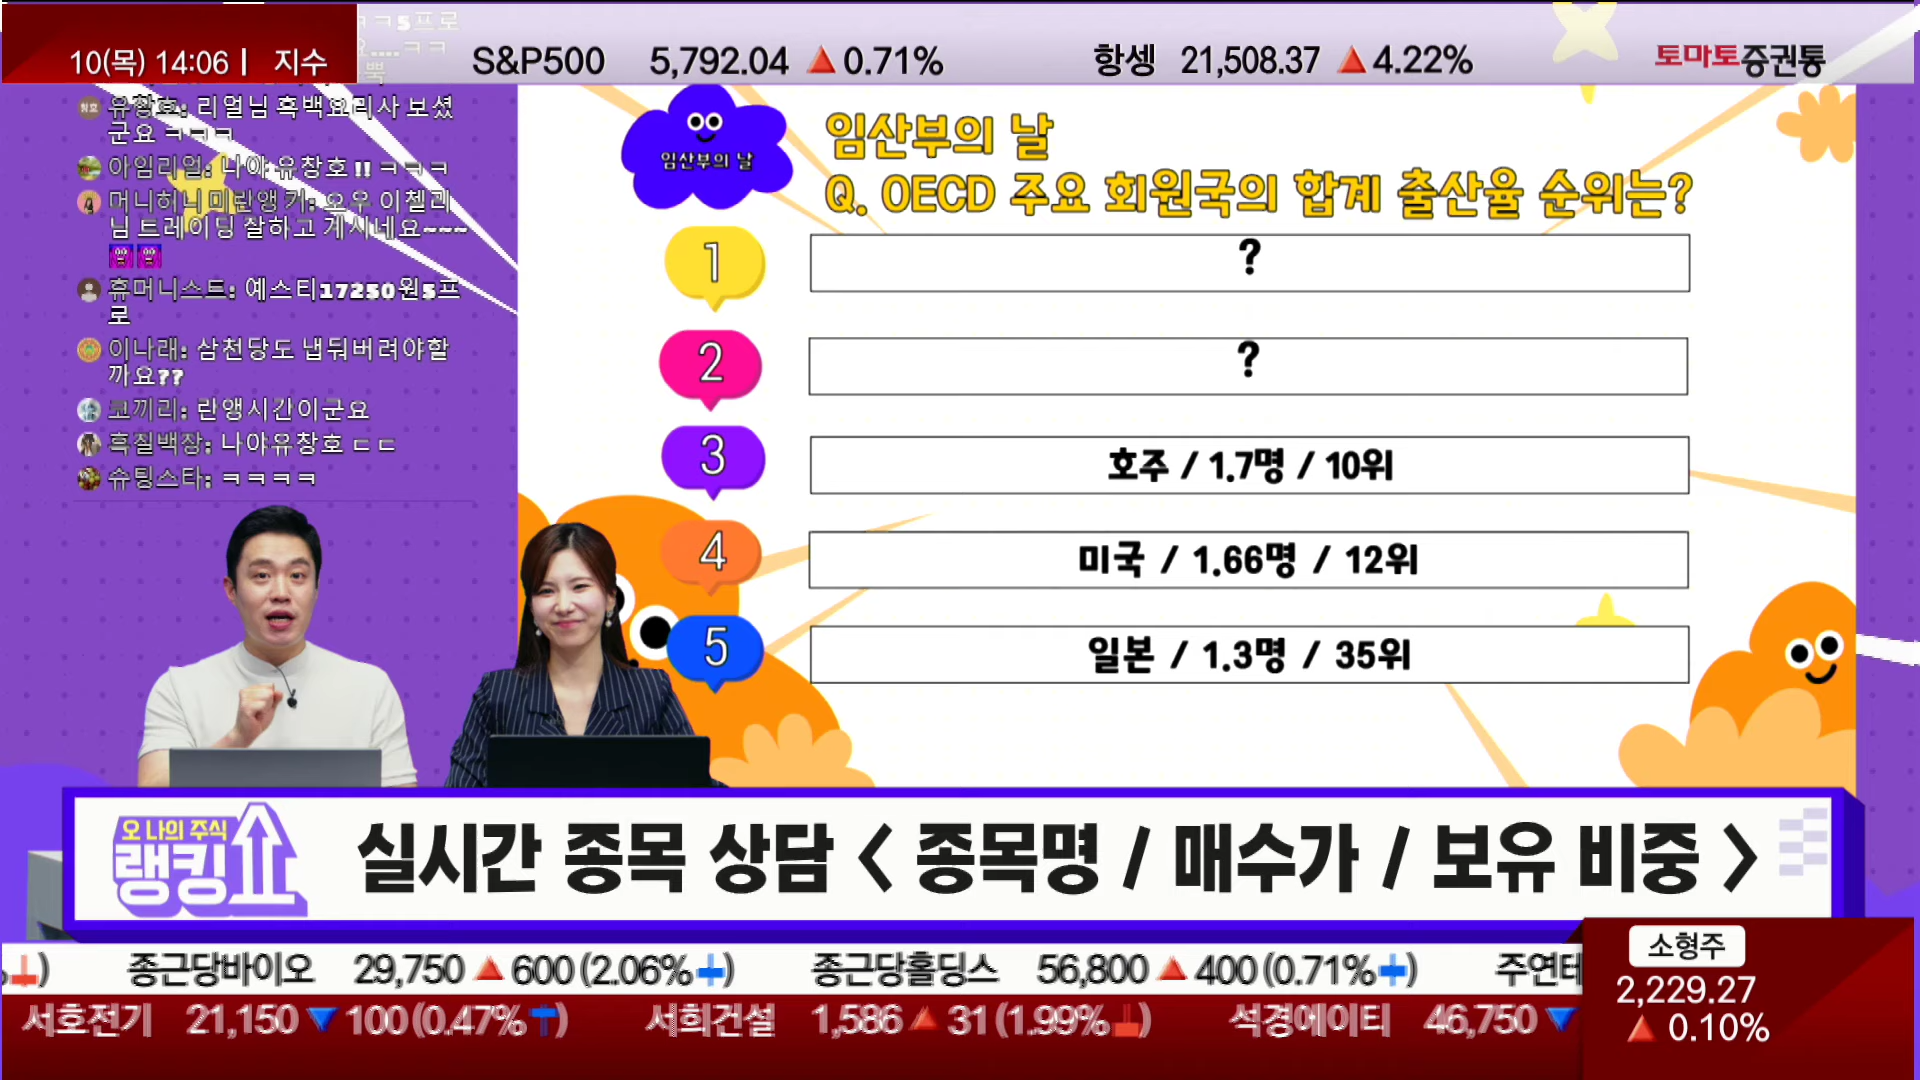 10(목) 14:06 | 지수
S&P500 5,792.04 ▲0.71%
항셍 21,508.37 ▲4.22%
토마토증권통
유창호: 리얼님 흑백요리사 보셨
군요 ㅋㅋㅋ
아임리얼: 나야 유창호 !! ㅋㅋㅋ
머니허니미란앵커: 오우 이첼리
님 트레이딩 잘하고 계시네요~~~
휴머니스트: 예스티17250원5프
로
이나래: 삼천당도 냅둬버려야할
까요??
코끼리: 란앵시간이군요
흑질백장: 나야유창호 ㄷㄷ
슈팅스타: ㅋㅋㅋㅋ
임산부의 날
임산부의 날
Q. OECD 주요 회원국의 합계 출산율 순위는?
1 ?
2 ?
3 호주 / 1.7명 / 10위
4 미국 / 1.66명 / 12위
5 일본 / 1.3명 / 35위
오 나의 주식
랭킹쇼
실시간 종목 상담 < 종목명 / 매수가 / 보유 비중 >
종근당바이오 29,750 ▲600(2.06%) 종근당홀딩스 56,800 ▲400(0.71%) 주연테
서호전기 21,150 ▼100(0.47%) 서희건설 1,586 ▲31(1.99%) 석경에이티 46,750 ▼
소형주
2,229.27
▲ 0.10%